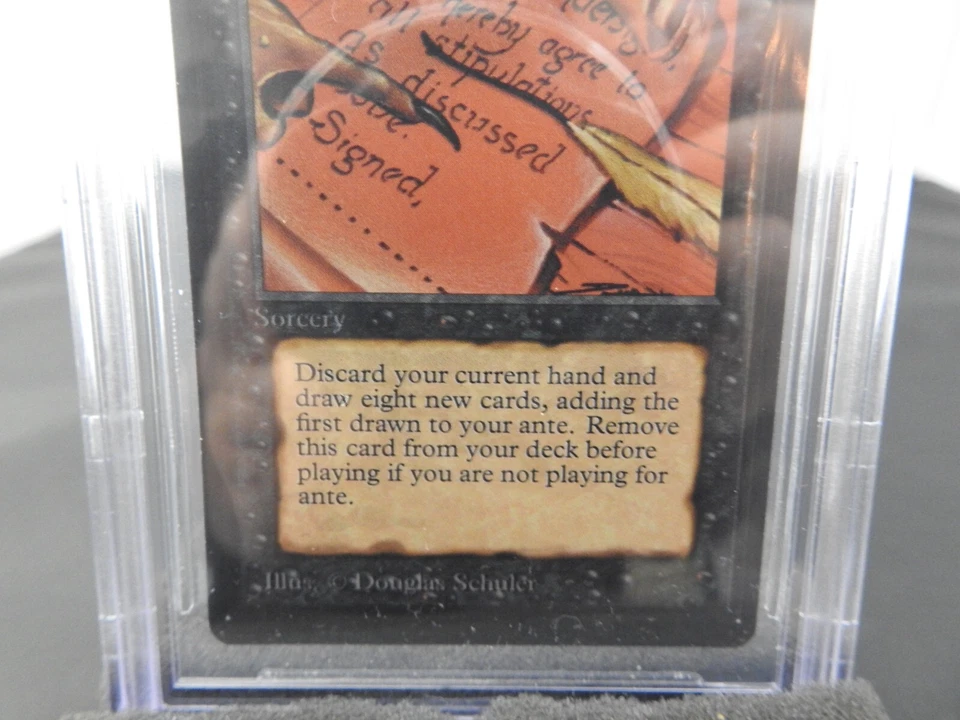 all
hereby agree to
as stipulations
discussed
Signed,
Sorcery
Discard your current hand and
draw eight new cards, adding the
first drawn to your ante. Remove
this card from your deck before
playing if you are not playing for
ante.
Illus. © Douglas Schuler